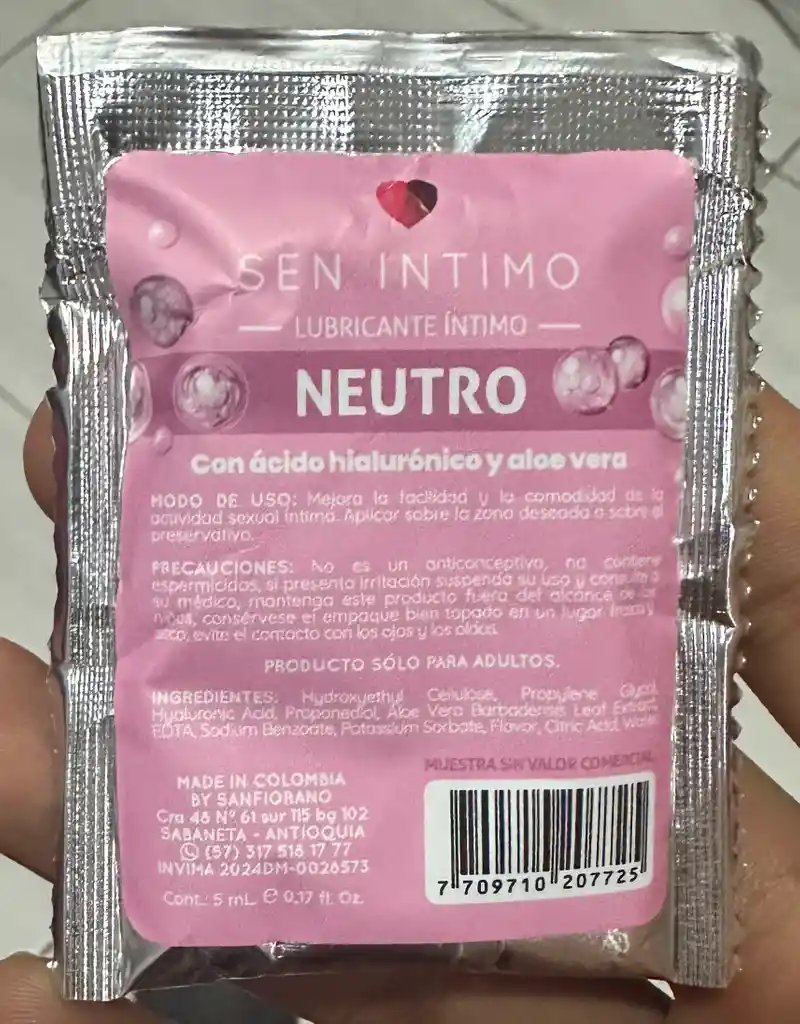 SEN INTIMO
LUBRICANTE ÍNTIMO
NEUTRO
Con ácido hialurónico y aloe vera
MODO DE USO: Mejora la facilidad y la comodidad de la
actividad sexual íntima. Aplicar sobre la zona deseada o sobre el
preservativo.
PRECAUCIONES: No es un anticonceptivo, no contiene
espermicidas, si presenta irritación suspenda su uso y consulte a
su médico, mantenga este producto fuera del alcance de los
niños, consérvese el empaque bien tapado en un lugar fresco y
seco, evite el contacto con los ojos y los oídos.
PRODUCTO SÓLO PARA ADULTOS.
INGREDIENTES: Hydroxyethyl Cellulose, Propylene Glycol,
Hyaluronic Acid, Propanediol, Aloe Vera Barbadensis Leaf Extract,
EDTA, Sodium Benzoate, Potassium Sorbate, Flavor, Citric Acid, Water.
MUESTRA SIN VALOR COMERCIAL
MADE IN COLOMBIA
BY SANFIORANO
Cra 48 N° 61 sur 115 bg 102
SABANETA - ANTIOQUIA
(57) 317 518 17 77
INVIMA 2024DM-0028573
Cont.: 5 mL e 0.17 fl. Oz.
7 709710 207725